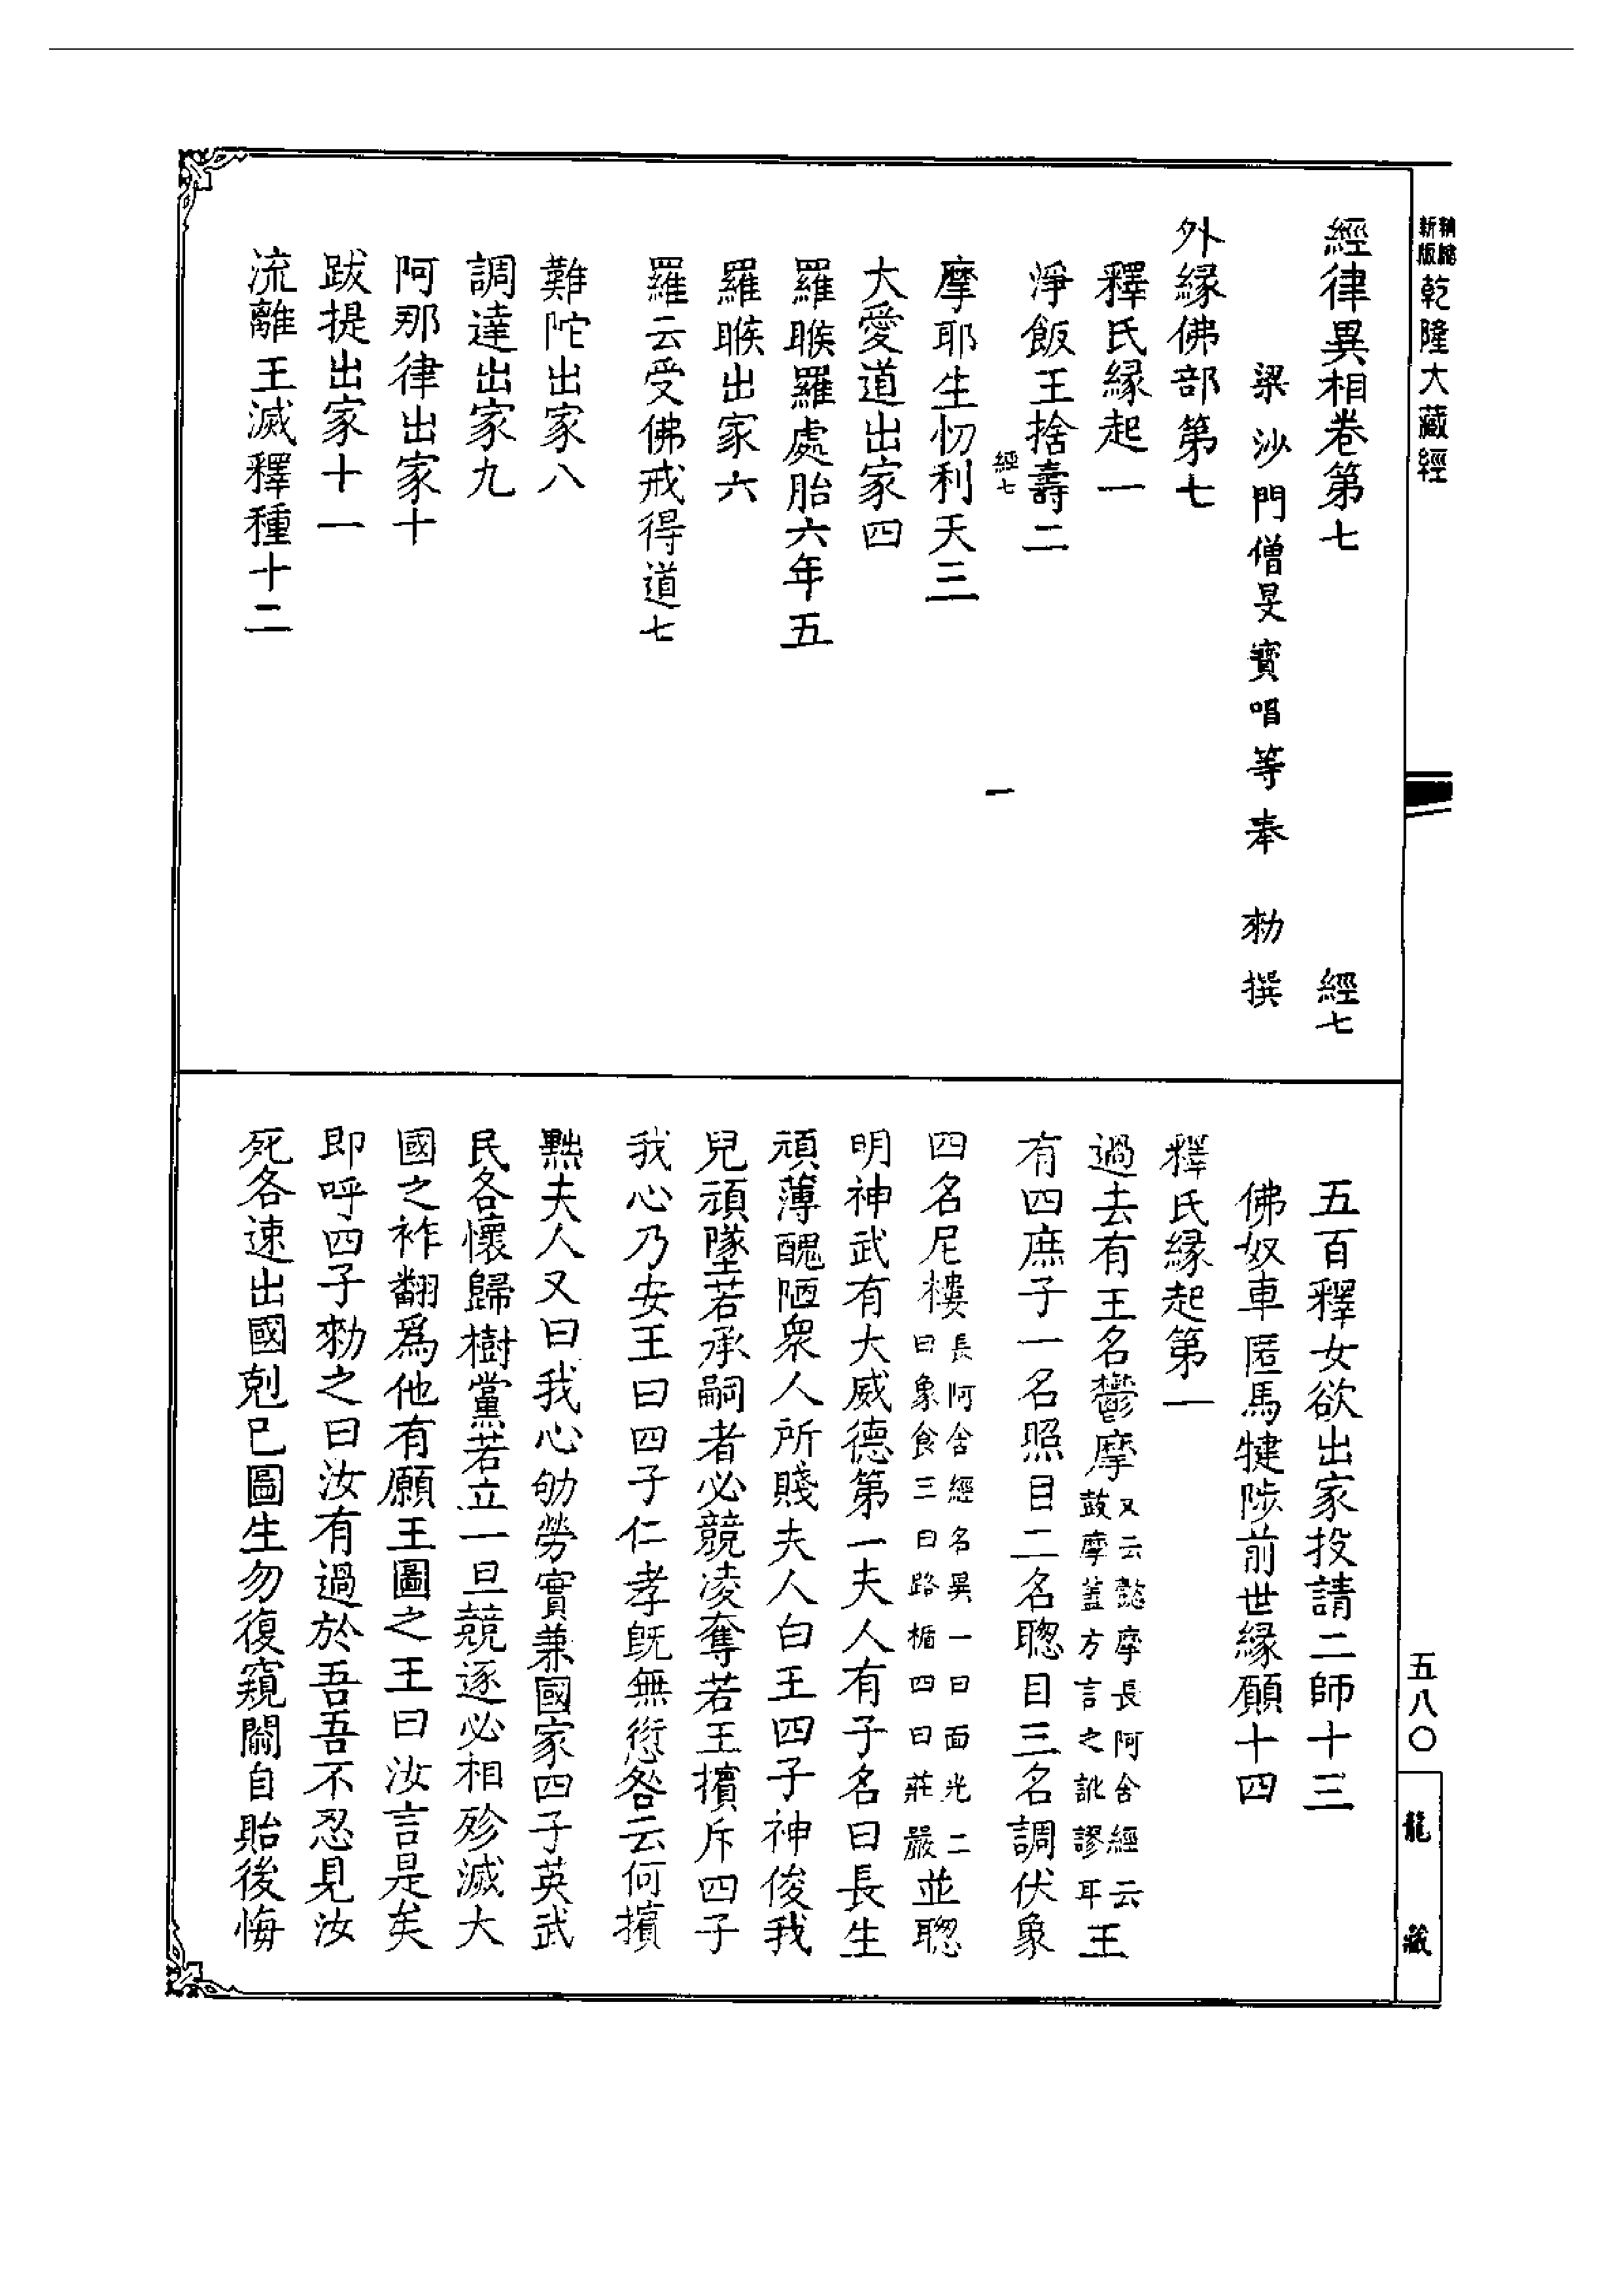 精縮新版乾隆大藏經
經律異相卷第七 經七
梁沙門僧旻寶唱等奉 勅撰
外縁佛部第七
釋氏縁起一
淨飯王捨壽二
經七 一
摩耶生忉利天三
大愛道出家四
羅睺羅處胎六年五
羅睺出家六
羅云受佛戒得道七
難陀出家八
調達出家九
阿那律出家十
跋提出家十一
流離王滅釋種十二
五百釋女欲出家投請二師十三
佛奴車匿馬犍陟前世縁願十四
釋氏縁起第一
過去有王名鬱摩又云懿摩長阿含經云鼓摩蓋方言之訛謬耳王
有四庶子一名照目二名聦目三名調伏象
四名尼樓長阿含經名異一曰面光二曰象食三曰路楯四曰莊嚴並聦
明神武有大威德第一夫人有子名曰長生
頑薄醜陋衆人所賤夫人白王四子神俊我
兒頑墜若承嗣者必競凌奪若王擯斥四子
我心乃安王曰四子仁孝旣無愆咎云何擯
黜夫人又曰我心劬勞實兼國家四子英武
民各懷歸樹黨若立一旦競逐必相殄滅大
國之祚翻爲他有願王圖之王曰汝言是矣
即呼四子勅之曰汝有過於吾吾不忍見汝
死各速出國剋已圖生勿復窺闚自貽後悔
五八〇
龍藏